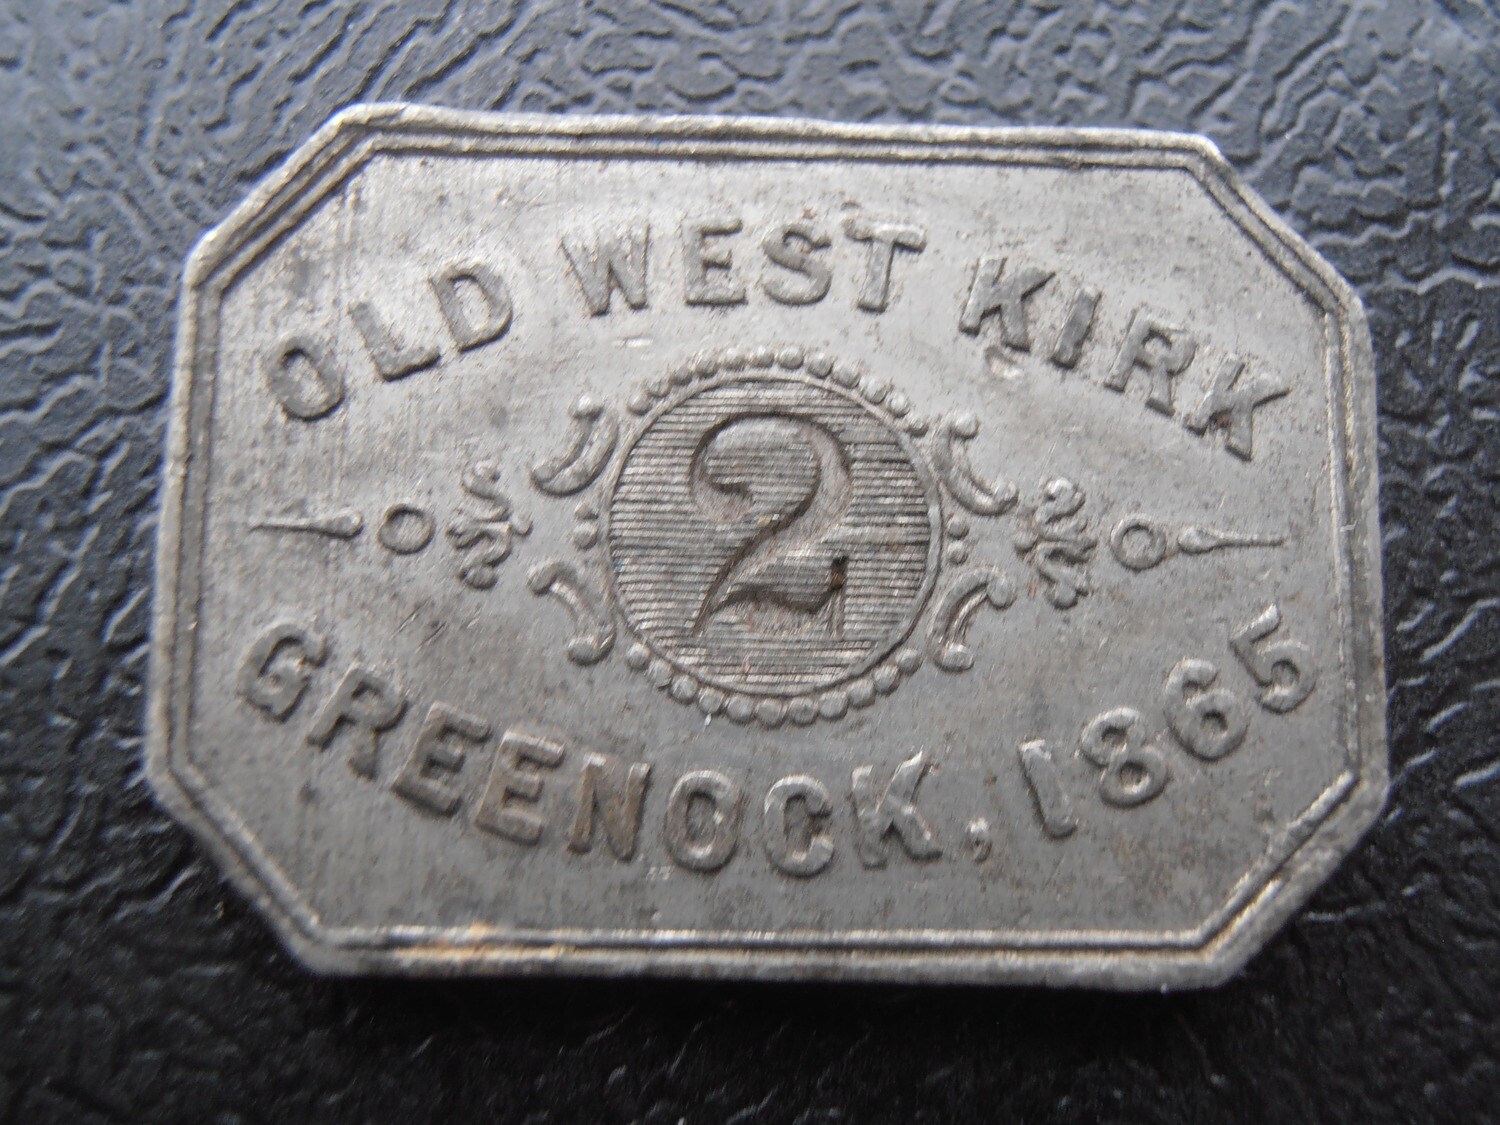 OLD WEST KIRK
2
GREENOCK, 1865